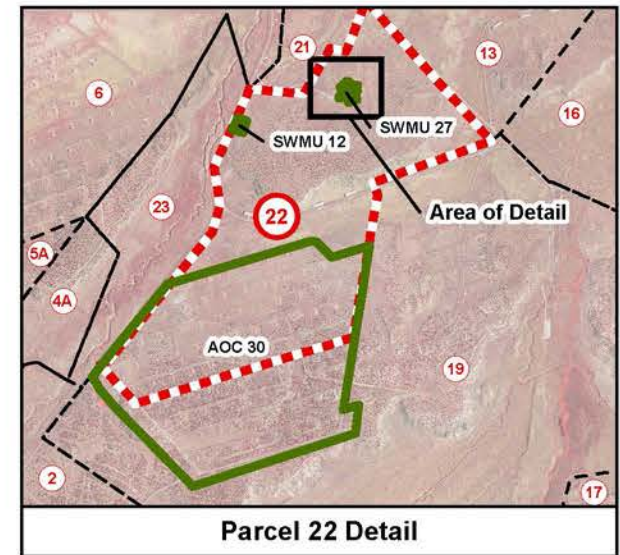 21
13
6
16
SWMU 27
SWMU 12
23
22
Area of Detail
5A
4A
AOC 30
19
2
17
Parcel 22 Detail